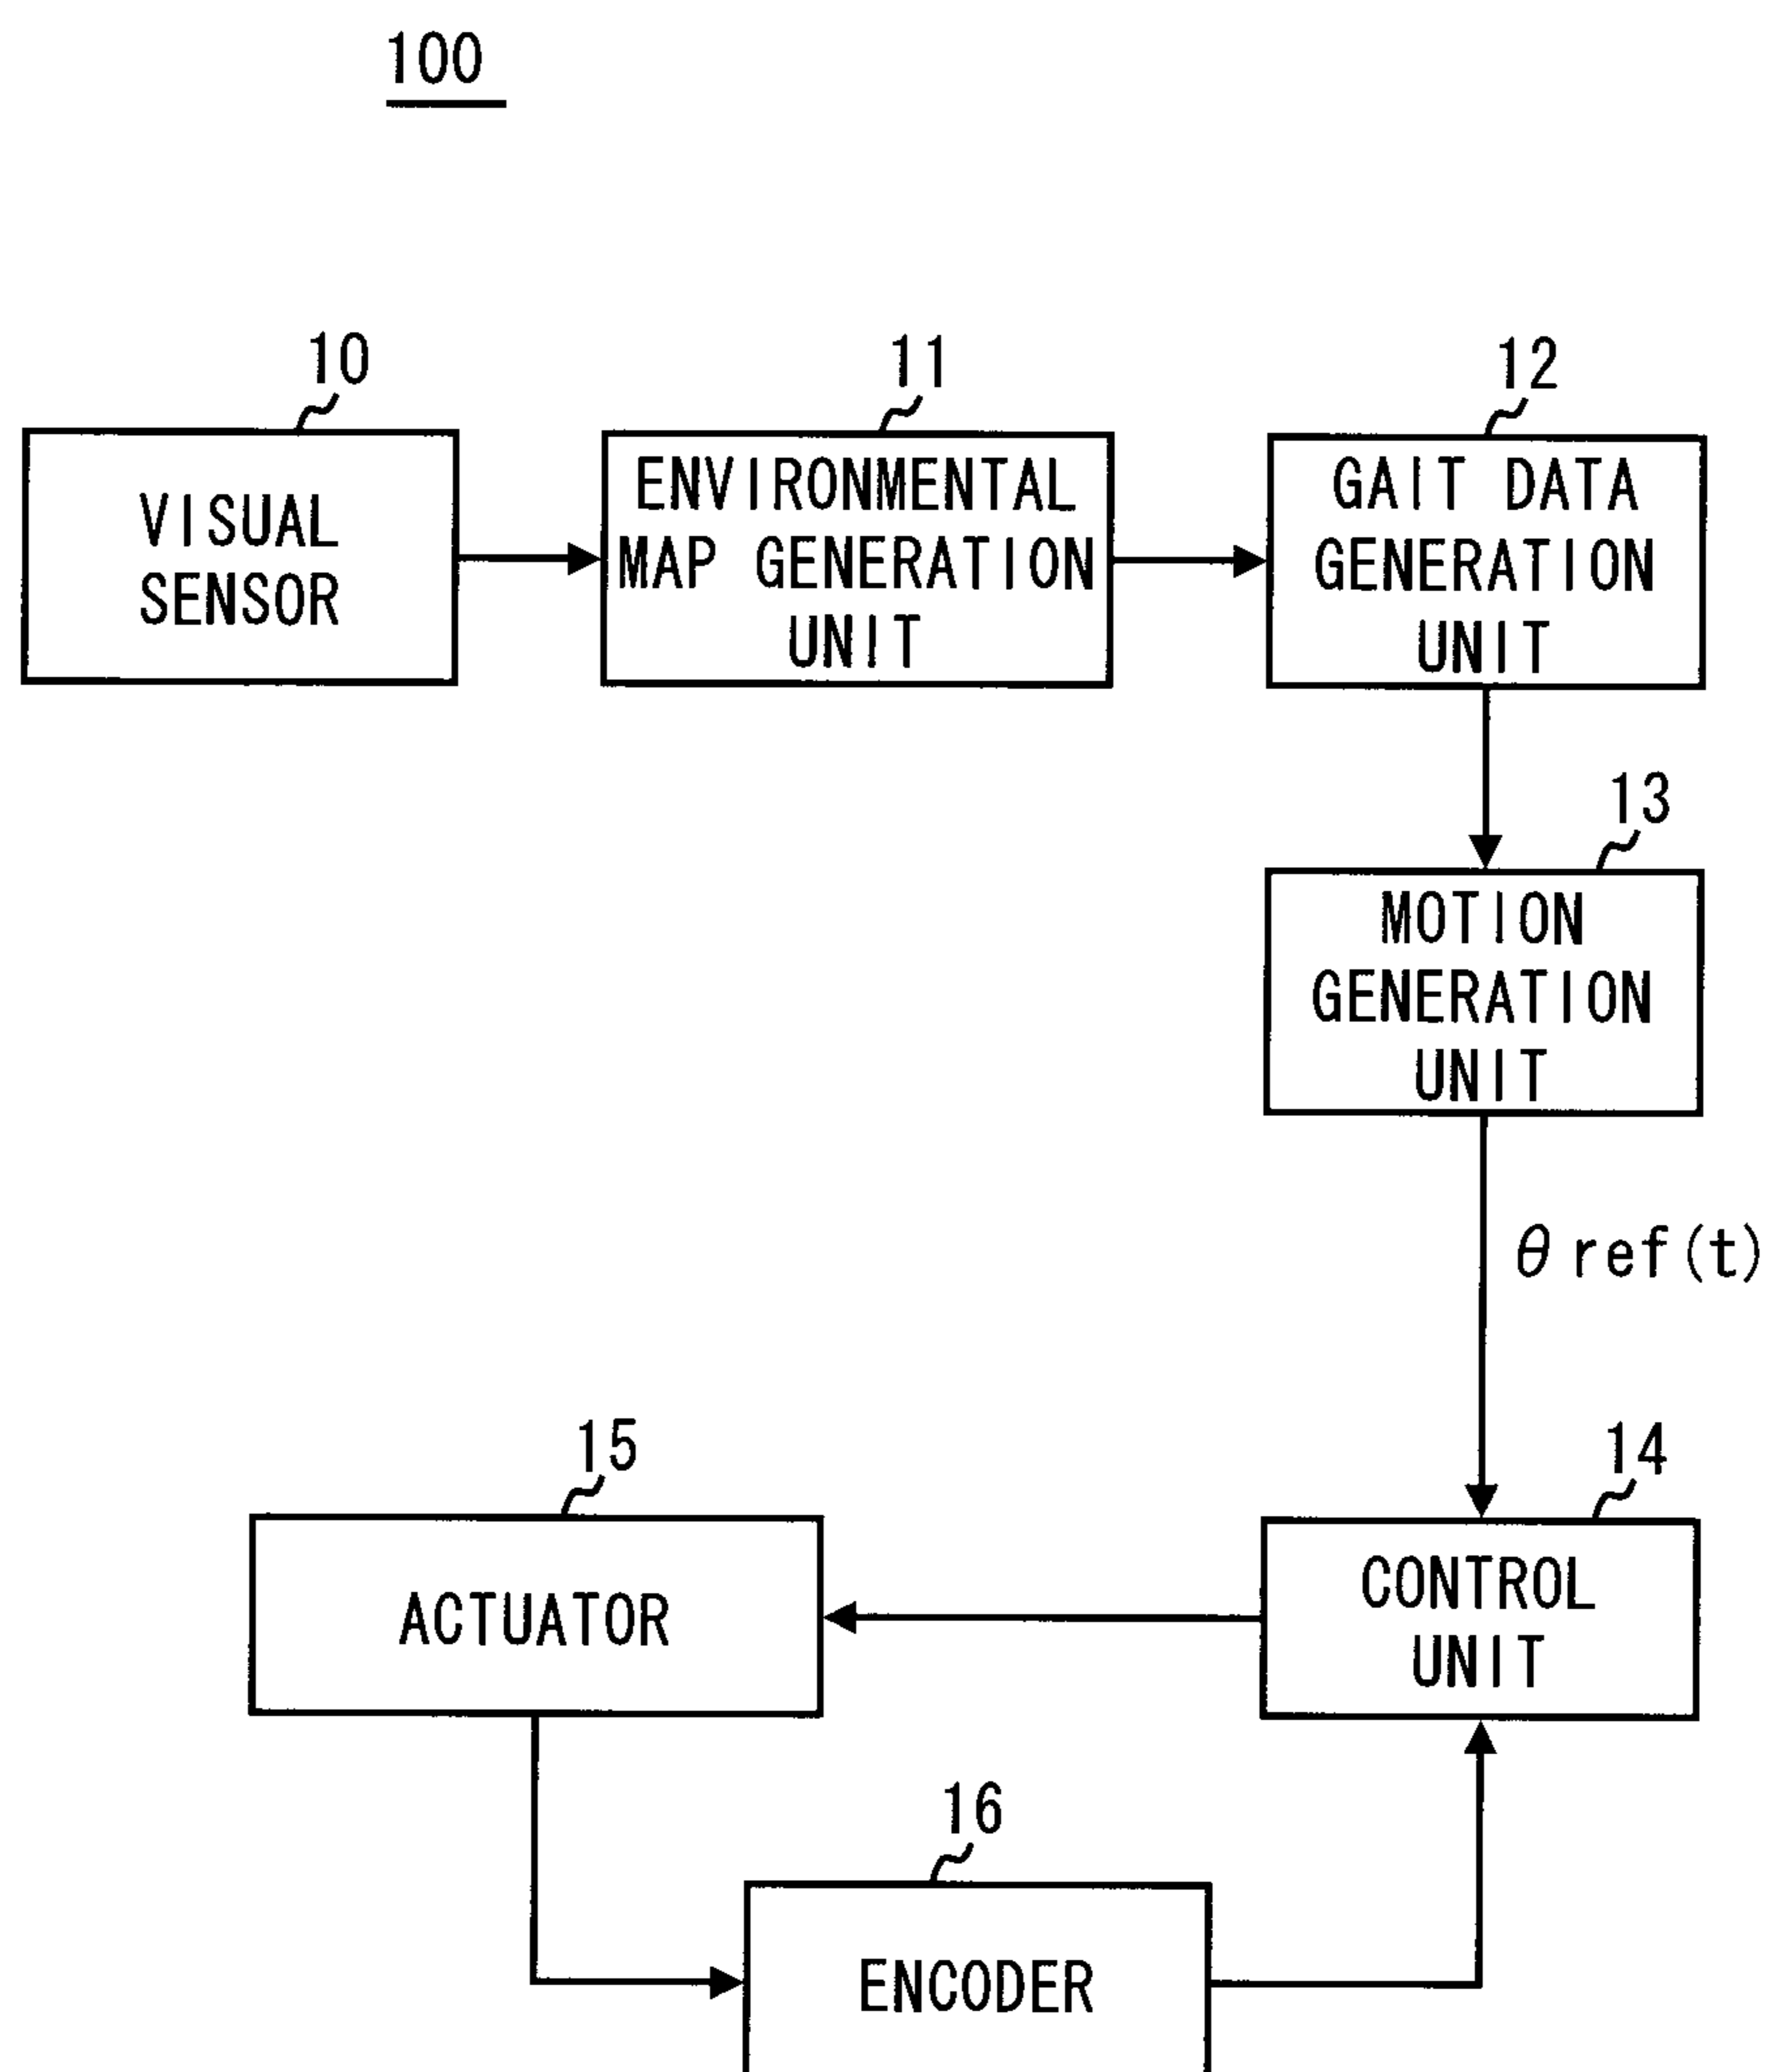 100
10
VISUAL
SENSOR
11
ENVIRONMENTAL
MAP GENERATION
UNIT
12
GAIT DATA
GENERATION
UNIT
13
MOTION
GENERATION
UNIT
θref(t)
14
CONTROL
UNIT
15
ACTUATOR
16
ENCODER